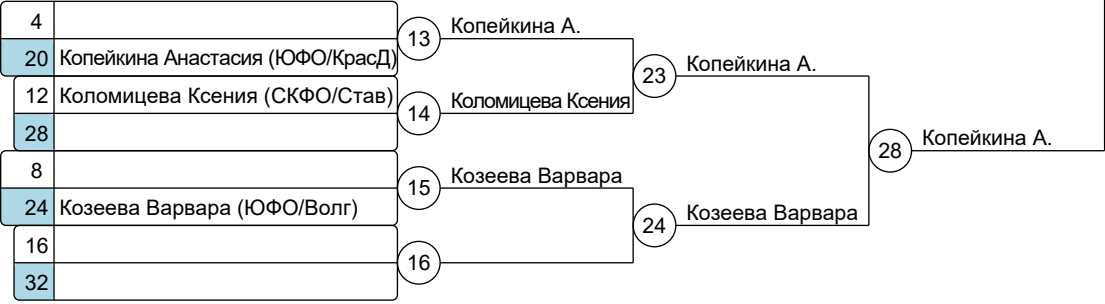 4
13
Копейкина А.
20 Копейкина Анастасия (ЮФО/КрасД)
23
Копейкина А.
12 Коломицева Ксения (СКФО/Став)
14
Коломицева Ксения
28
28
Копейкина А.
8
15
Козеева Варвара
24 Козеева Варвара (ЮФО/Волг)
24
Козеева Варвара
16
16
32